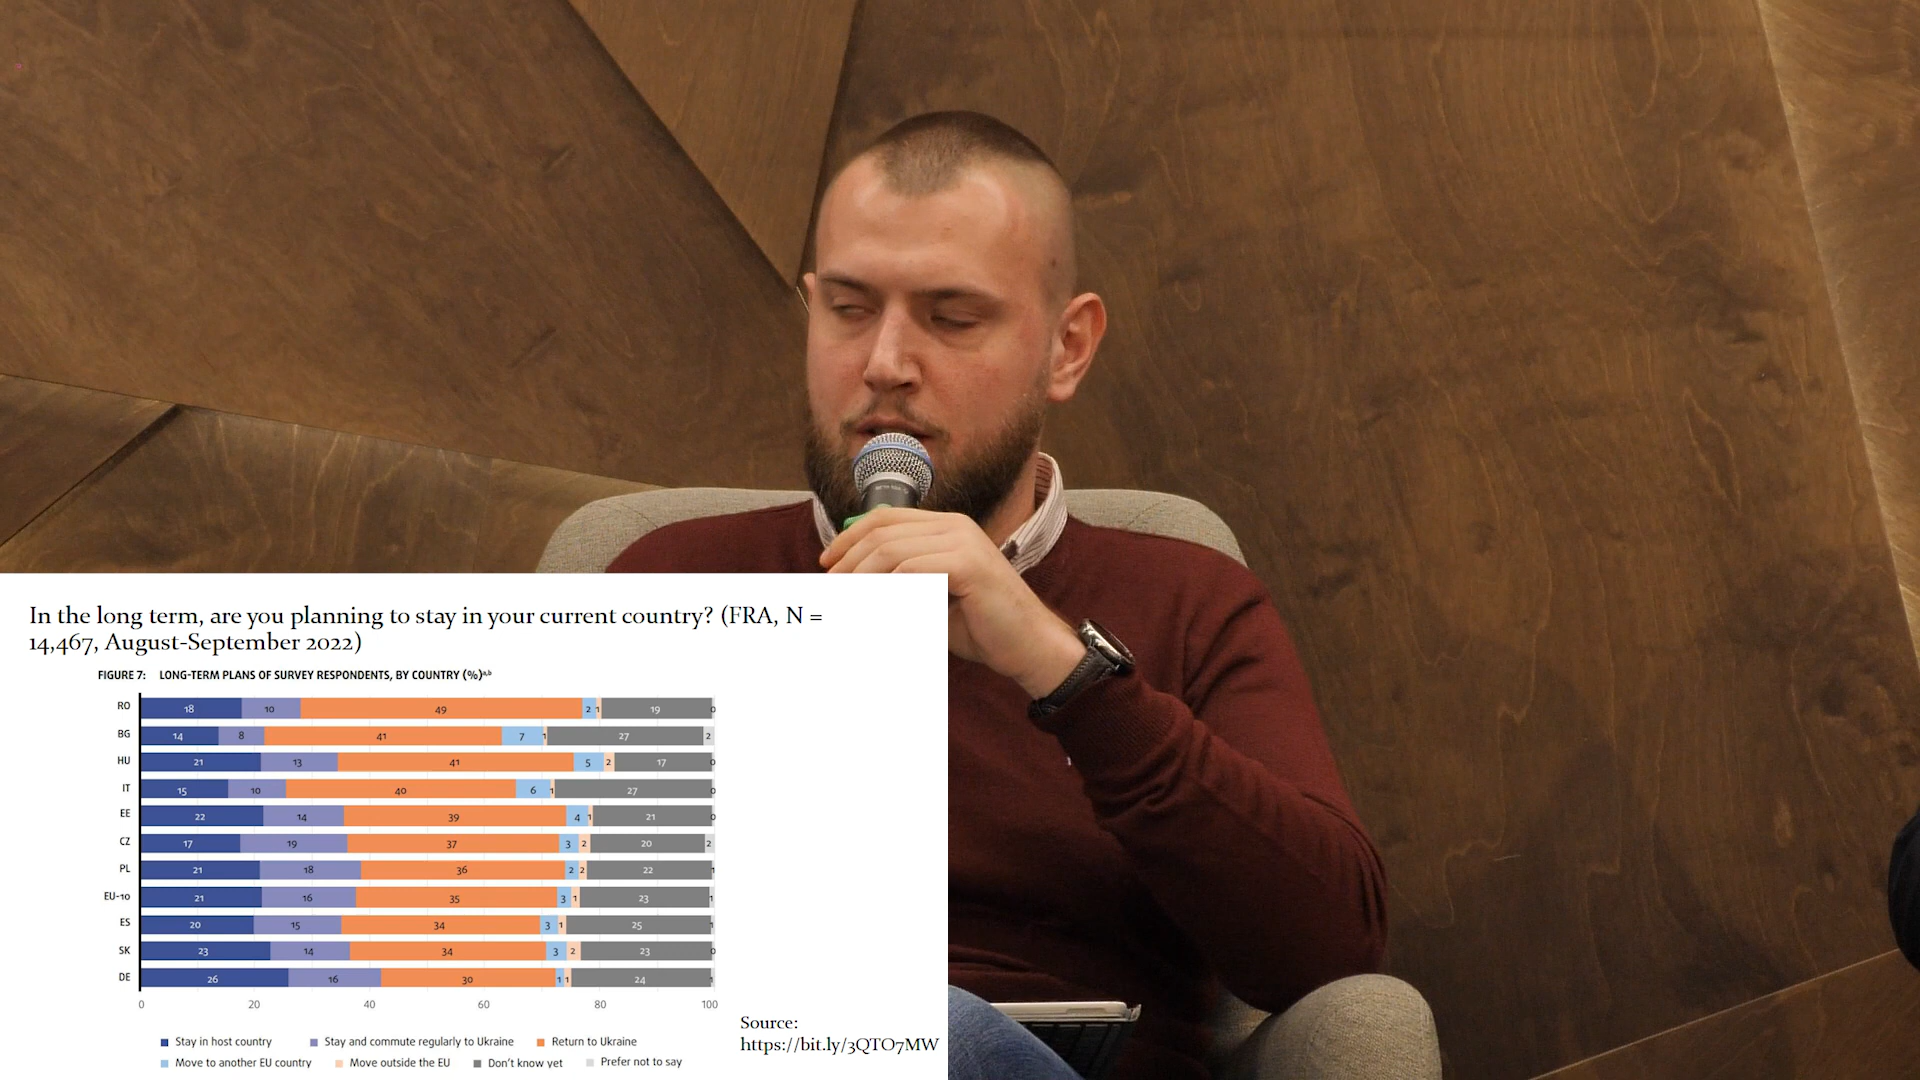 In the long term, are you planning to stay in your current country? (FRA, N =
14,467, August-September 2022)
FIGURE 7: LONG-TERM PLANS OF SURVEY RESPONDENTS, BY COUNTRY (%)a,b
RO 18 10 49 2 1 19 0
BG 14 8 41 7 1 27 2
HU 21 13 41 5 2 17 0
IT 15 10 40 6 1 27 0
EE 22 14 39 4 1 21 0
CZ 17 19 37 3 2 20 2
PL 21 18 36 2 2 22 1
EU-10 21 16 35 3 1 23 1
ES 20 15 34 3 1 25 1
SK 23 14 34 3 2 23 0
DE 26 16 30 1 1 24 1
0 20 40 60 80 100
Source:
https://bit.ly/3QTO7MW
Stay in host country Stay and commute regularly to Ukraine Return to Ukraine
Move to another EU country Move outside the EU Don't know yet Prefer not to say